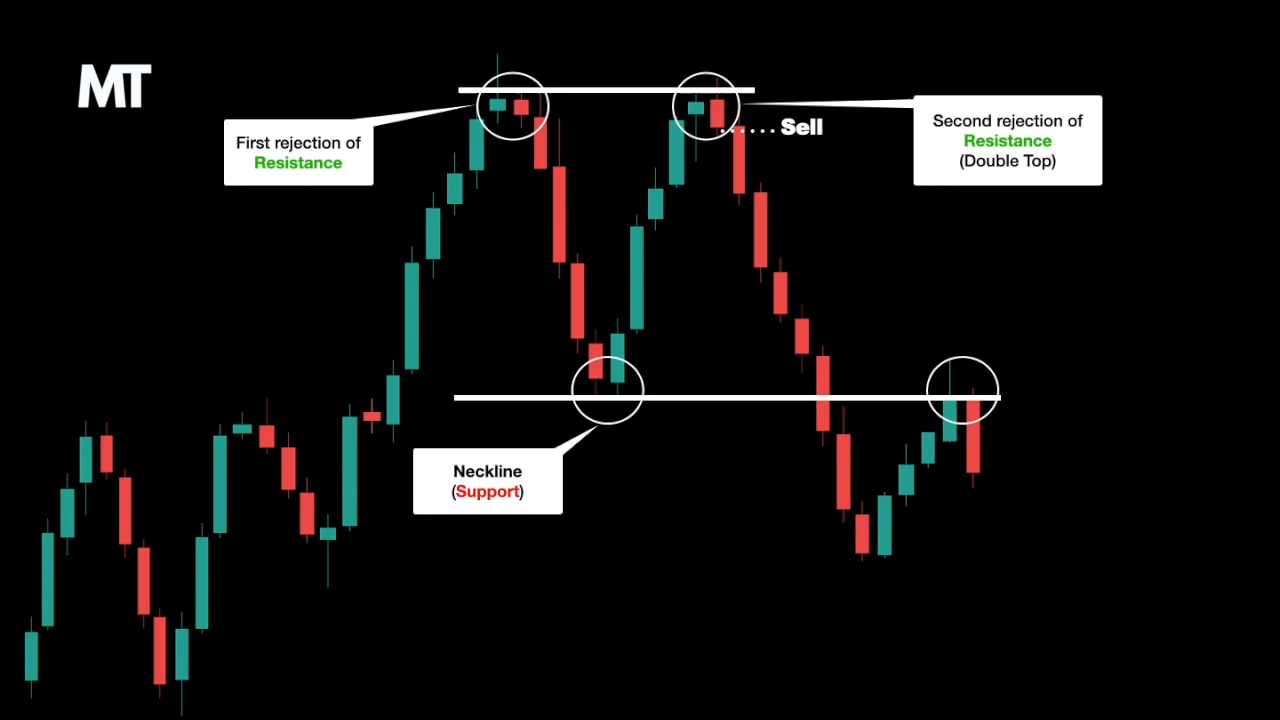 MT
First rejection of
Resistance
Sell
Second rejection of
Resistance
(Double Top)
Neckline
(Support)